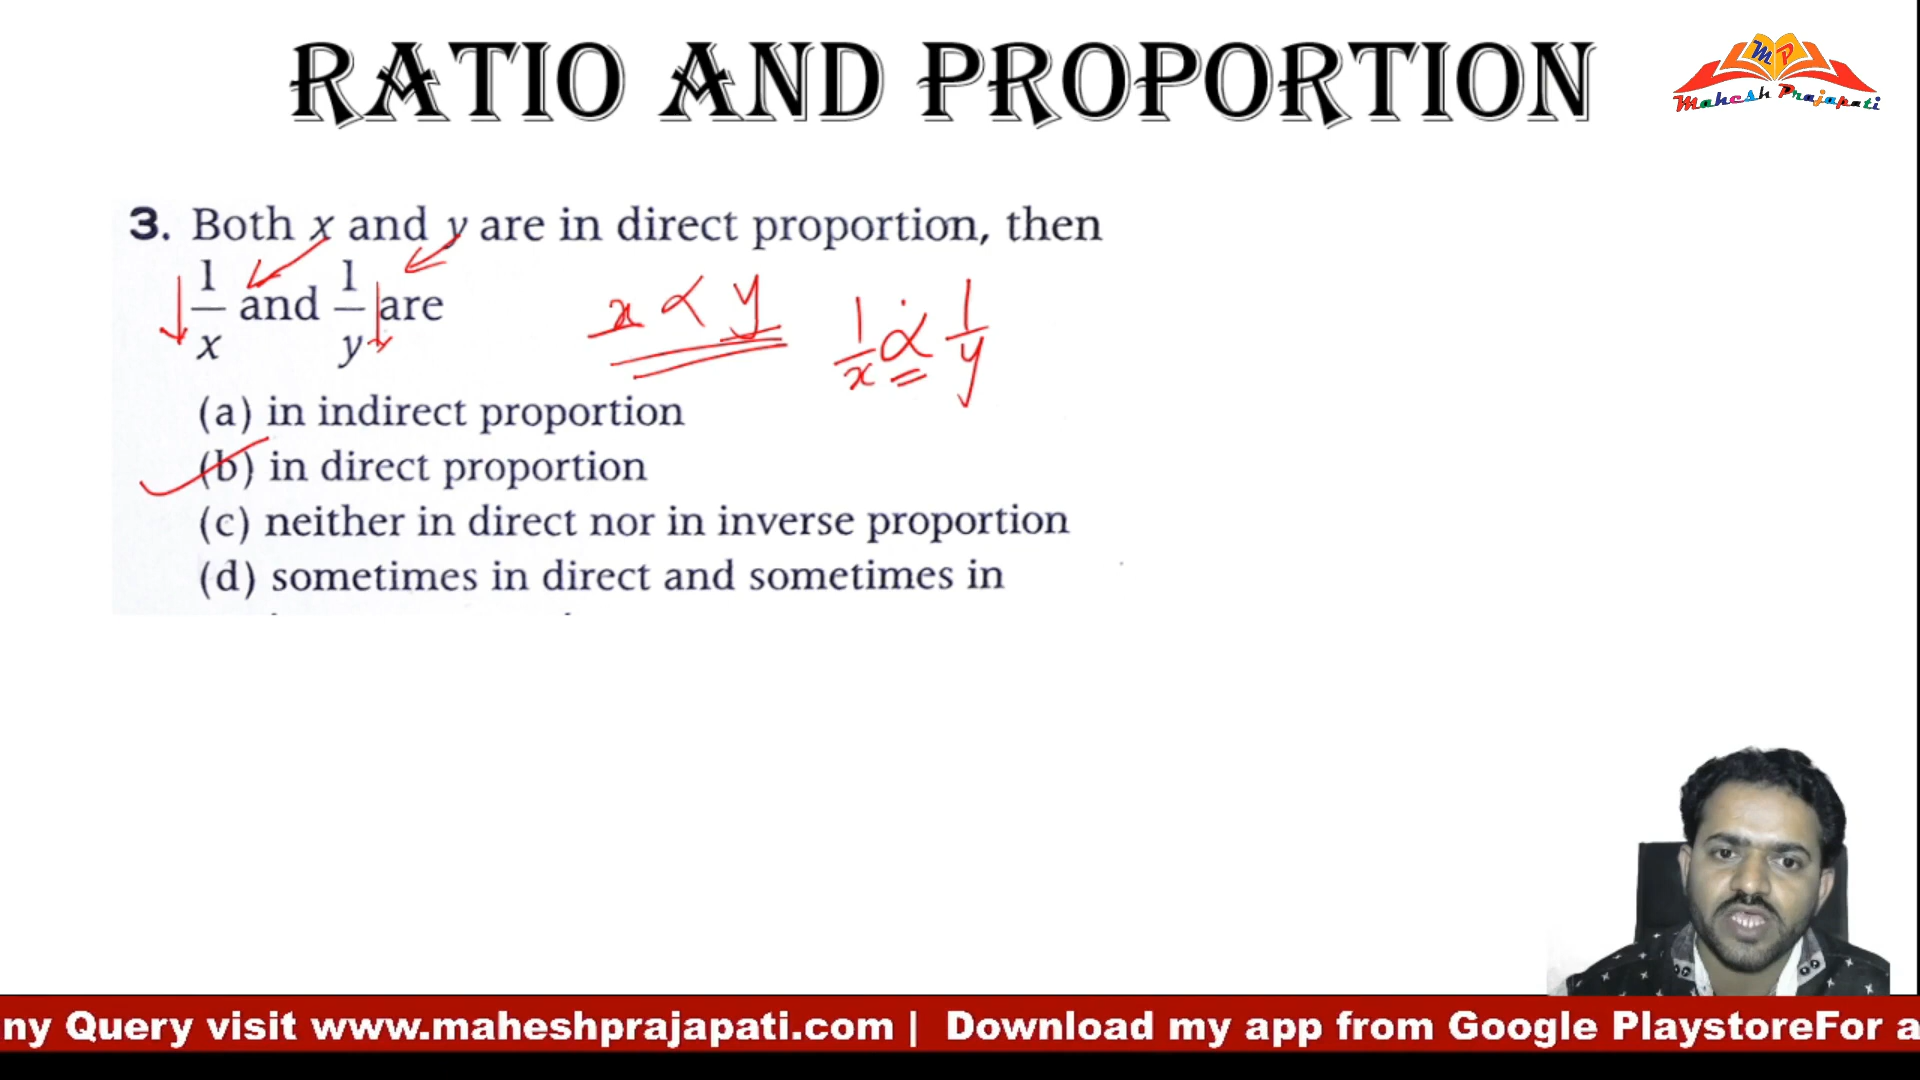 RATIO AND PROPORTION
MP
Mahesh Prajapati
3. Both x and y are in direct proportion, then
1/x and 1/y are
x ∝ y
1/x ∝ 1/y
(a) in indirect proportion
(b) in direct proportion
(c) neither in direct nor in inverse proportion
(d) sometimes in direct and sometimes in
ny Query visit www.maheshprajapati.com | Download my app from Google PlaystoreFor a